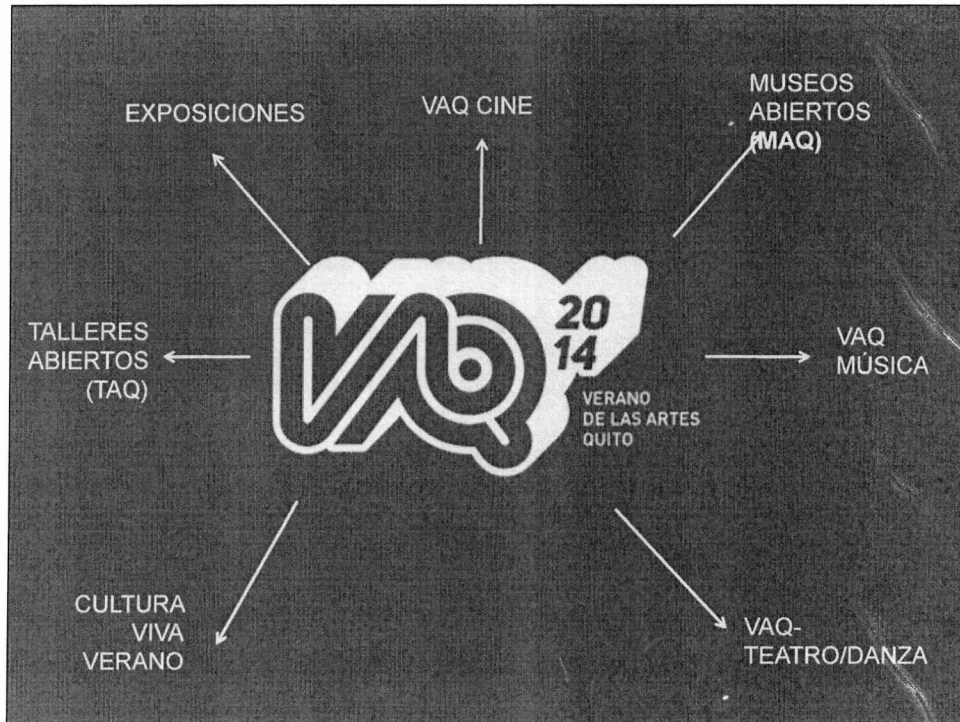 EXPOSICIONES
VAQ CINE
MUSEOS
ABIERTOS
(MAQ)
TALLERES
ABIERTOS
(TAQ)
VAQ
20
14
VERANO
DE LAS ARTES
QUITO
VAQ
MÚSICA
CULTURA
VIVA
VERANO
VAQ-
TEATRO/DANZA